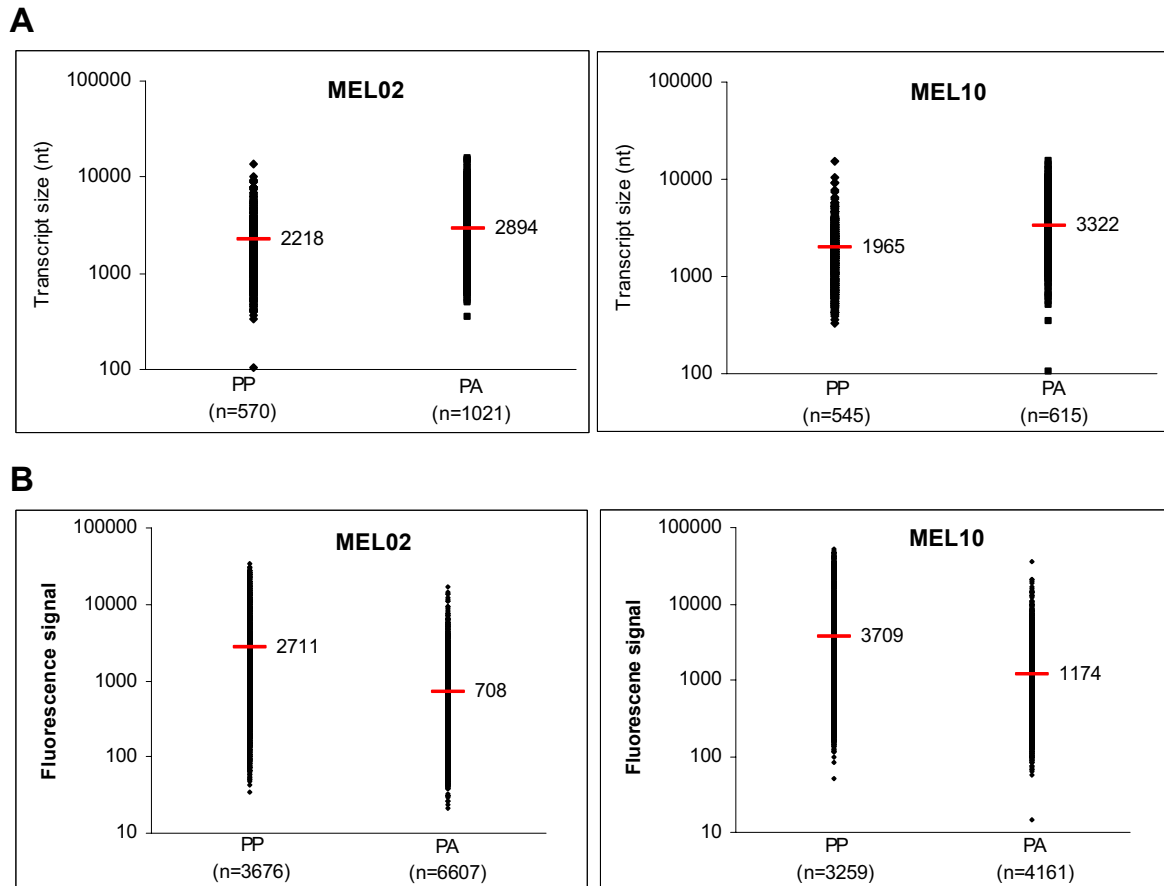 A
MEL02
Transcript size (nt)
100000
10000
1000
100
2218
2894
PP
(n=570)
PA
(n=1021)
MEL10
Transcript size (nt)
100000
10000
1000
100
1965
3322
PP
(n=545)
PA
(n=615)
B
MEL02
Fluorescence signal
100000
10000
1000
100
10
2711
708
PP
(n=3676)
PA
(n=6607)
MEL10
Fluorescene signal
100000
10000
1000
100
10
3709
1174
PP
(n=3259)
PA
(n=4161)